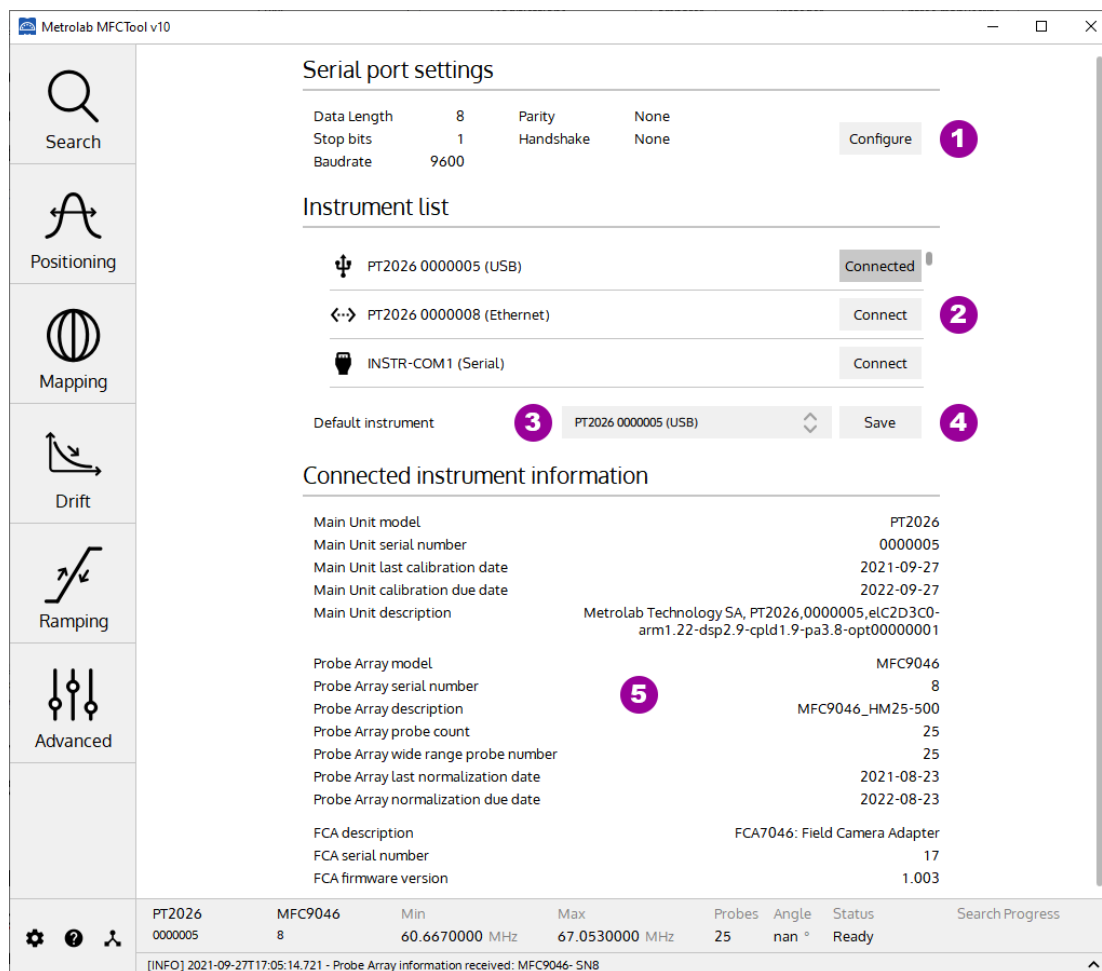 Metrolab MFCTool v10
Search
Positioning
Mapping
Drift
Ramping
Advanced
Serial port settings
Data Length 8 Parity None
Stop bits 1 Handshake None
Baudrate 9600
Configure 1
Instrument list
PT2026 0000005 (USB) Connected
PT2026 0000008 (Ethernet) Connect 2
INSTR-COM1 (Serial) Connect
Default instrument 3 PT2026 0000005 (USB) Save 4
Connected instrument information
Main Unit model PT2026
Main Unit serial number 0000005
Main Unit last calibration date 2021-09-27
Main Unit calibration due date 2022-09-27
Main Unit description Metrolab Technology SA, PT2026,0000005,elC2D3C0-
arm1.22-dsp2.9-cpld1.9-pa3.8-opt00000001
Probe Array model MFC9046
Probe Array serial number 8
5
Probe Array description MFC9046_HM25-500
Probe Array probe count 25
Probe Array wide range probe number 25
Probe Array last normalization date 2021-08-23
Probe Array normalization due date 2022-08-23
FCA description FCA7046: Field Camera Adapter
FCA serial number 17
FCA firmware version 1.003
PT2026 MFC9046 Min Max Probes Angle Status Search Progress
0000005 8 60.6670000 MHz 67.0530000 MHz 25 nan ° Ready
[INFO] 2021-09-27T17:05:14.721 - Probe Array information received: MFC9046- SN8